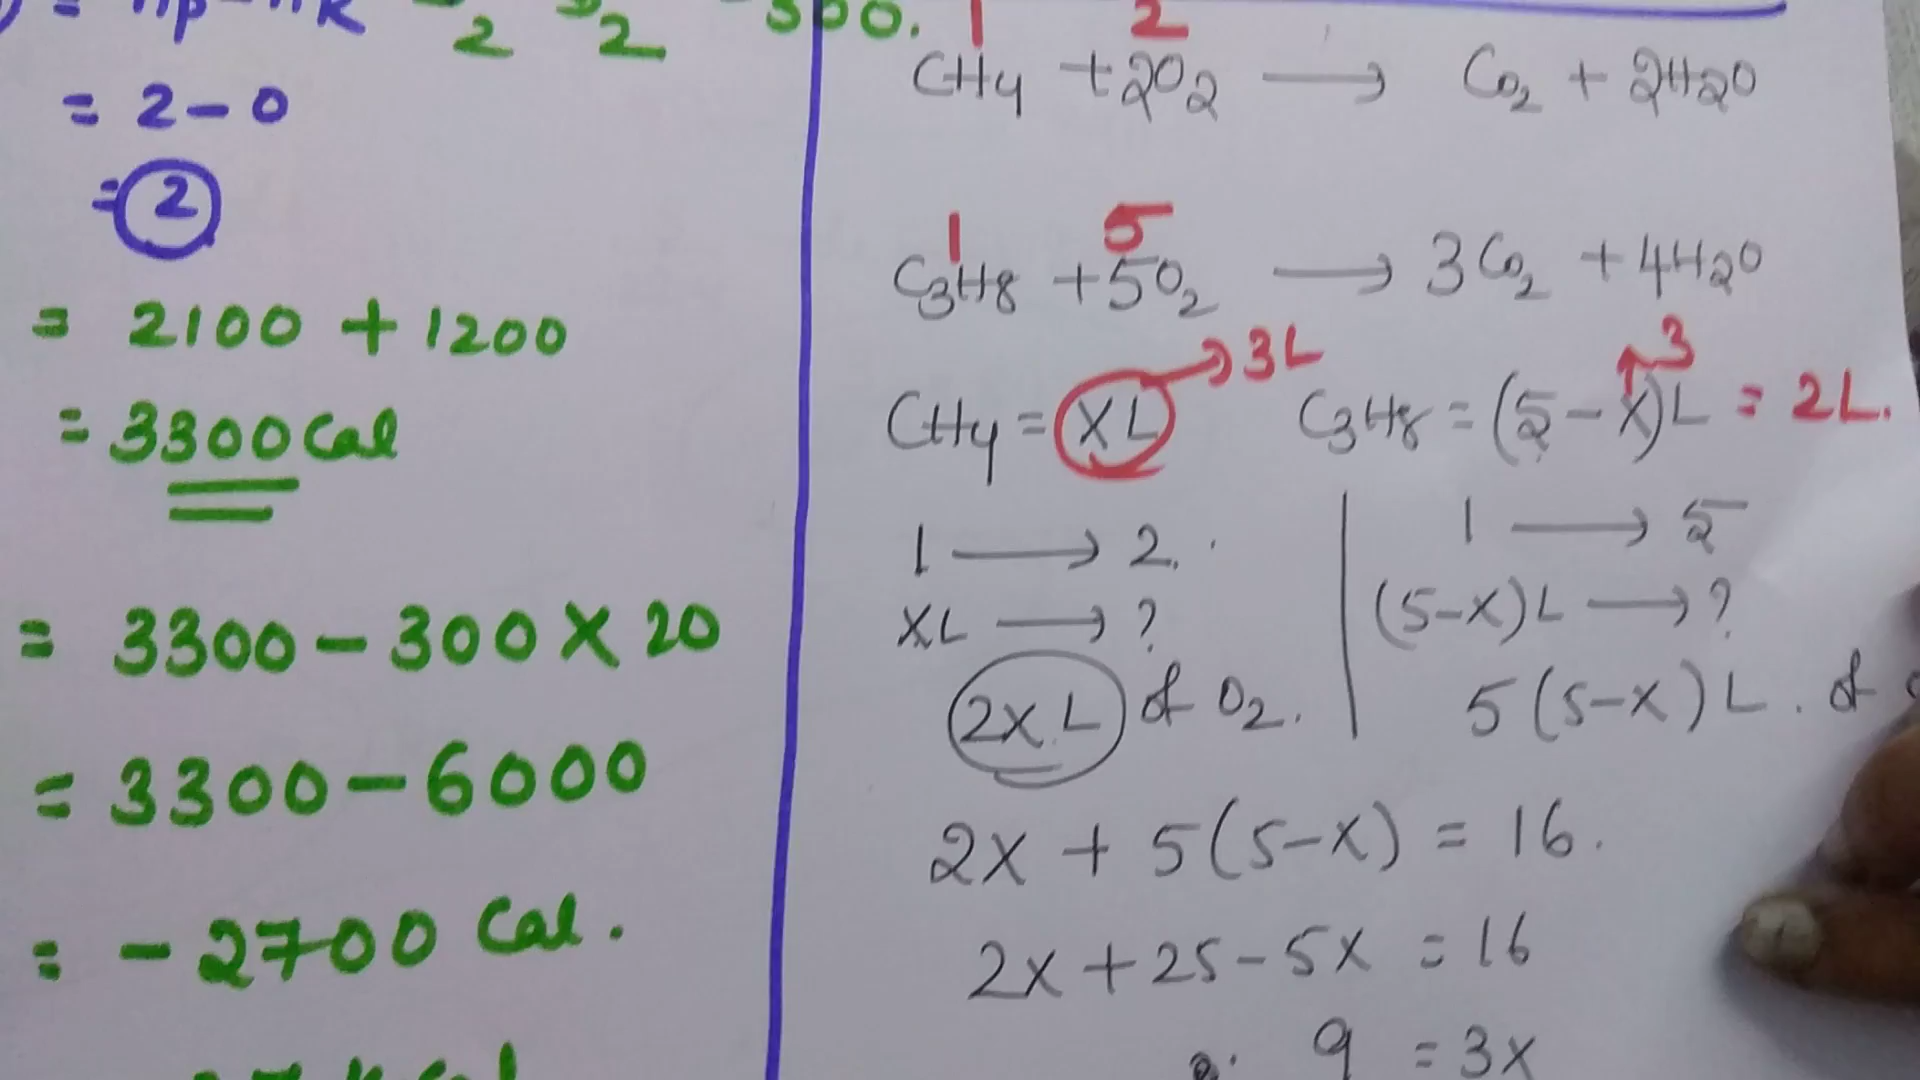 = 2 - 0
= 2
= 2100 + 1200
= 3300 Cal
= 3300 - 300 X 20
= 3300 - 6000
= - 2700 Cal.
1 2
CH4 + 2O2 → CO2 + 2H2O
1 5
C3H8 + 5O2 → 3CO2 + 4H2O
CH4 = XL → 3L C3H8 = (5 - X)L = 2L.
3
1 → 2. 1 → 5
XL → ? (5-X)L → ?
2X L of O2. 5(5-X)L. of
2X + 5(5-X) = 16.
2X + 25 - 5X = 16
9 = 3X